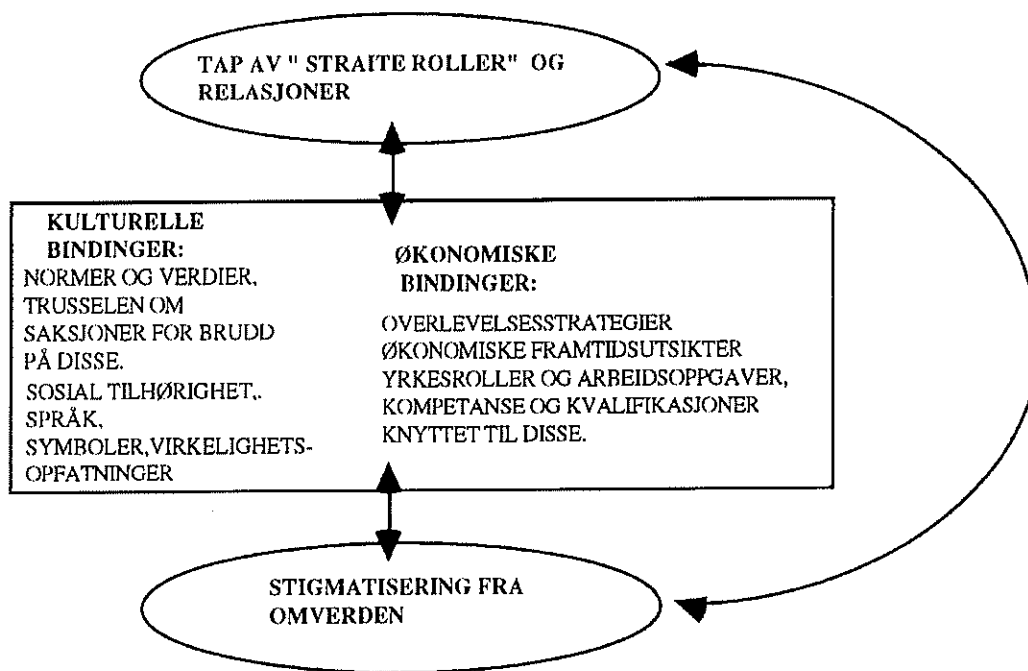 TAP AV " STRAITE ROLLER" OG
RELASJONER
KULTURELLE
BINDINGER:
NORMER OG VERDIER,
TRUSSELEN OM
SAKSJONER FOR BRUDD
PÅ DISSE.
SOSIAL TILHØRIGHET,.
SPRÅK,
SYMBOLER,VIRKELIGHETS-
OPFATNINGER
ØKONOMISKE
BINDINGER:
OVERLEVELSESSTRATEGIER
ØKONOMISKE FRAMTIDSUTSIKTER
YRKESROLLER OG ARBEIDSOPPGAVER,
KOMPETANSE OG KVALIFIKASJONER
KNYTTET TIL DISSE.
STIGMATISERING FRA
OMVERDEN